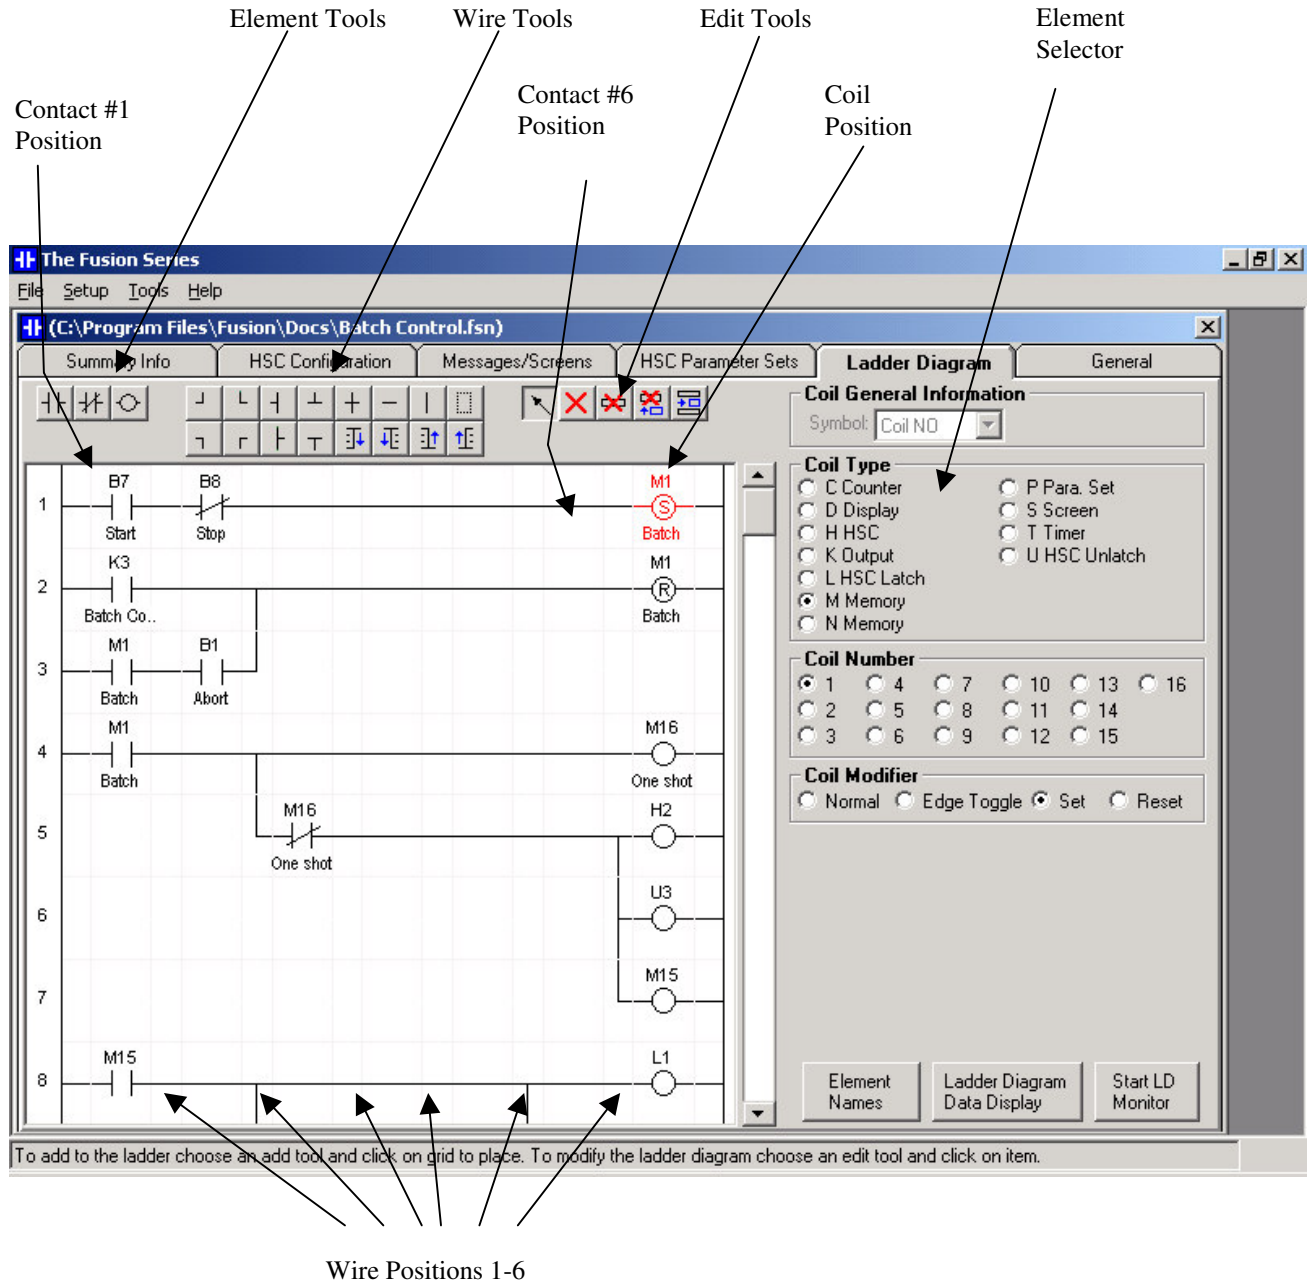 Element Tools
Wire Tools
Edit Tools
Element
Selector
Contact #1
Position
Contact #6
Position
Coil
Position
The Fusion Series
File Setup Tools Help
(C:\Program Files\Fusion\Docs\Batch Control.fsn)
Summary Info
HSC Configuration
Messages/Screens
HSC Parameter Sets
Ladder Diagram
General
Coil General Information
Symbol: Coil NO
Coil Type
C Counter
P Para. Set
D Display
S Screen
H HSC
T Timer
K Output
U HSC Unlatch
L HSC Latch
M Memory
N Memory
Coil Number
1 4 7 10 13 16
2 5 8 11 14
3 6 9 12 15
Coil Modifier
Normal Edge Toggle Set Reset
B7 B8 M1
1 S
Start Stop Batch
K3 M1
2 R
Batch Co.. Batch
M1 B1
3
Batch Abort
M1 M16
4
Batch One shot
M16 H2
5
One shot
U3
6
M15
7
M15 L1
8
Element
Names
Ladder Diagram
Data Display
Start LD
Monitor
To add to the ladder choose an add tool and click on grid to place. To modify the ladder diagram choose an edit tool and click on item.
Wire Positions 1-6